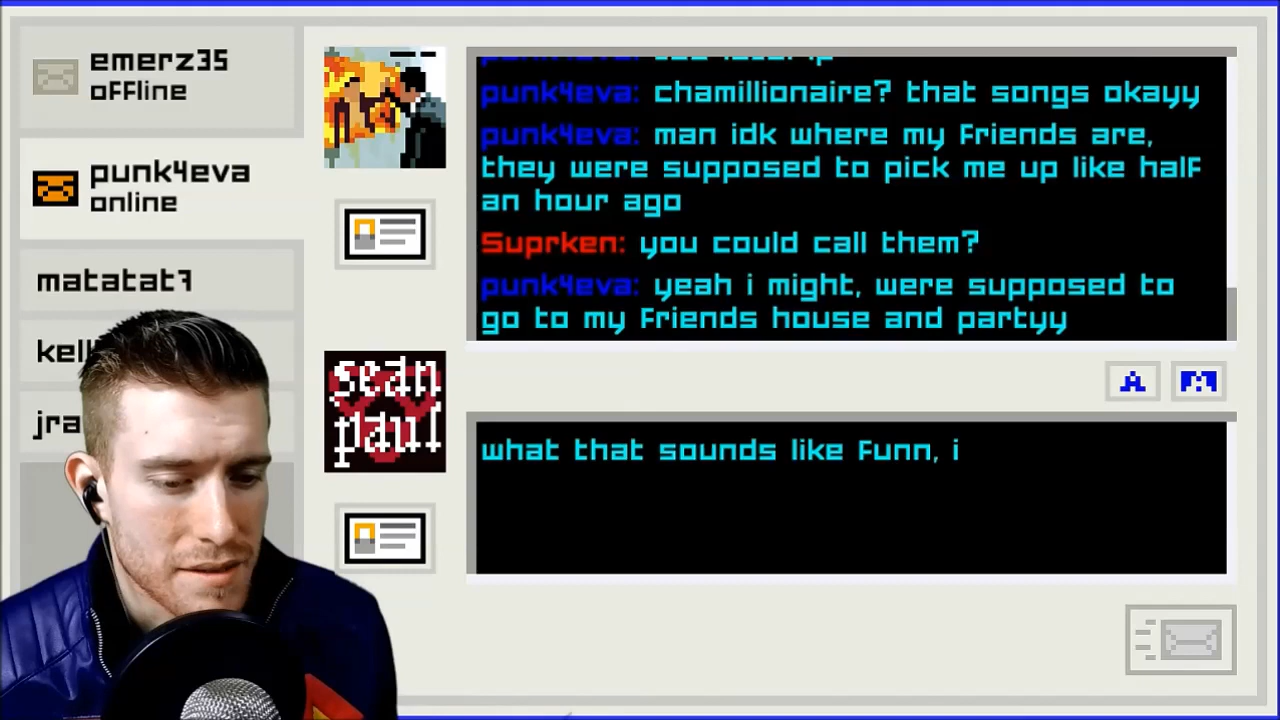 emerz35
offline
punk4eva
online
matatat7
punk4eva:
punk4eva: chamillionaire? that songs okayy
punk4eva: man idk where my friends are,
they were supposed to pick me up like half
an hour ago
Suprken: you could call them?
punk4eva: yeah i might, were supposed to
go to my friends house and partyy
sean
paul
A
what that sounds like funn, i